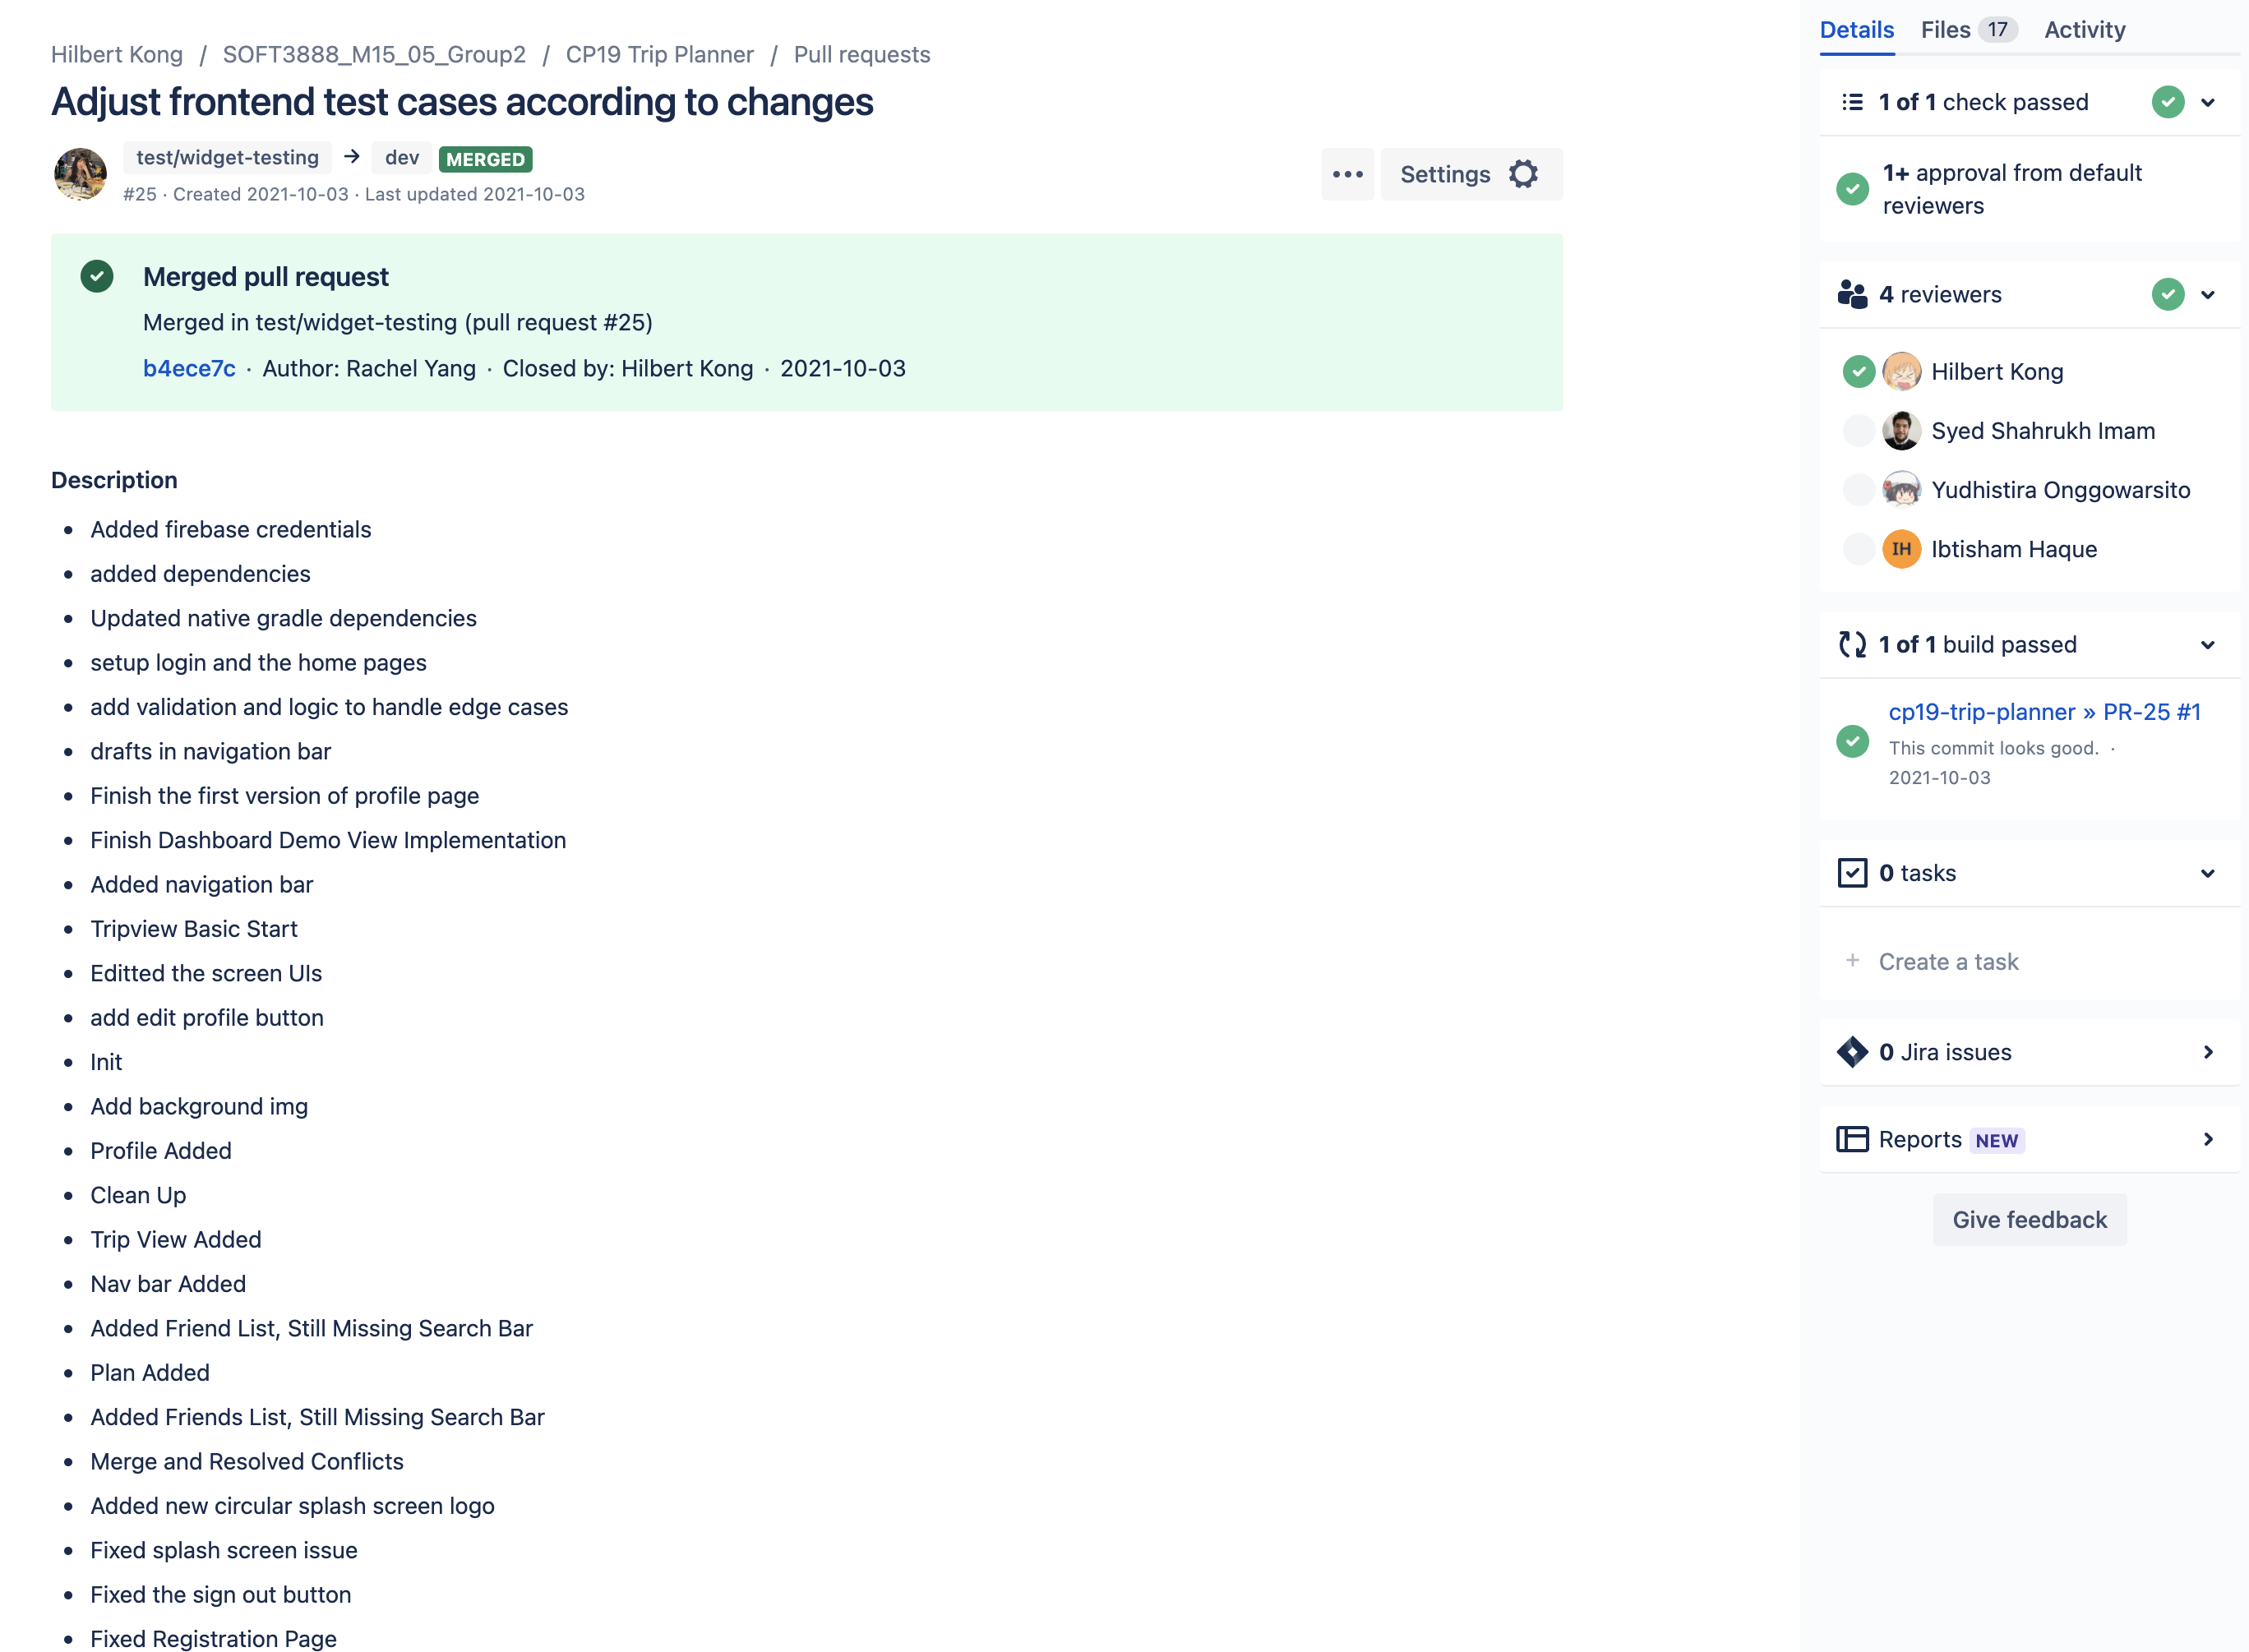 Hilbert Kong / SOFT3888_M15_05_Group2 / CP19 Trip Planner / Pull requests
Adjust frontend test cases according to changes
test/widget-testing → dev MERGED
#25 · Created 2021-10-03 · Last updated 2021-10-03
Settings
Merged pull request
Merged in test/widget-testing (pull request #25)
b4ece7c · Author: Rachel Yang · Closed by: Hilbert Kong · 2021-10-03
Description
• Added firebase credentials
• added dependencies
• Updated native gradle dependencies
• setup login and the home pages
• add validation and logic to handle edge cases
• drafts in navigation bar
• Finish the first version of profile page
• Finish Dashboard Demo View Implementation
• Added navigation bar
• Tripview Basic Start
• Editted the screen UIs
• add edit profile button
• Init
• Add background img
• Profile Added
• Clean Up
• Trip View Added
• Nav bar Added
• Added Friend List, Still Missing Search Bar
• Plan Added
• Added Friends List, Still Missing Search Bar
• Merge and Resolved Conflicts
• Added new circular splash screen logo
• Fixed splash screen issue
• Fixed the sign out button
• Fixed Registration Page
Details Files 17 Activity
1 of 1 check passed
1+ approval from default
reviewers
4 reviewers
Hilbert Kong
Syed Shahrukh Imam
Yudhistira Onggowarsito
IH Ibtisham Haque
1 of 1 build passed
cp19-trip-planner » PR-25 #1
This commit looks good. ·
2021-10-03
0 tasks
+ Create a task
0 Jira issues
Reports NEW
Give feedback